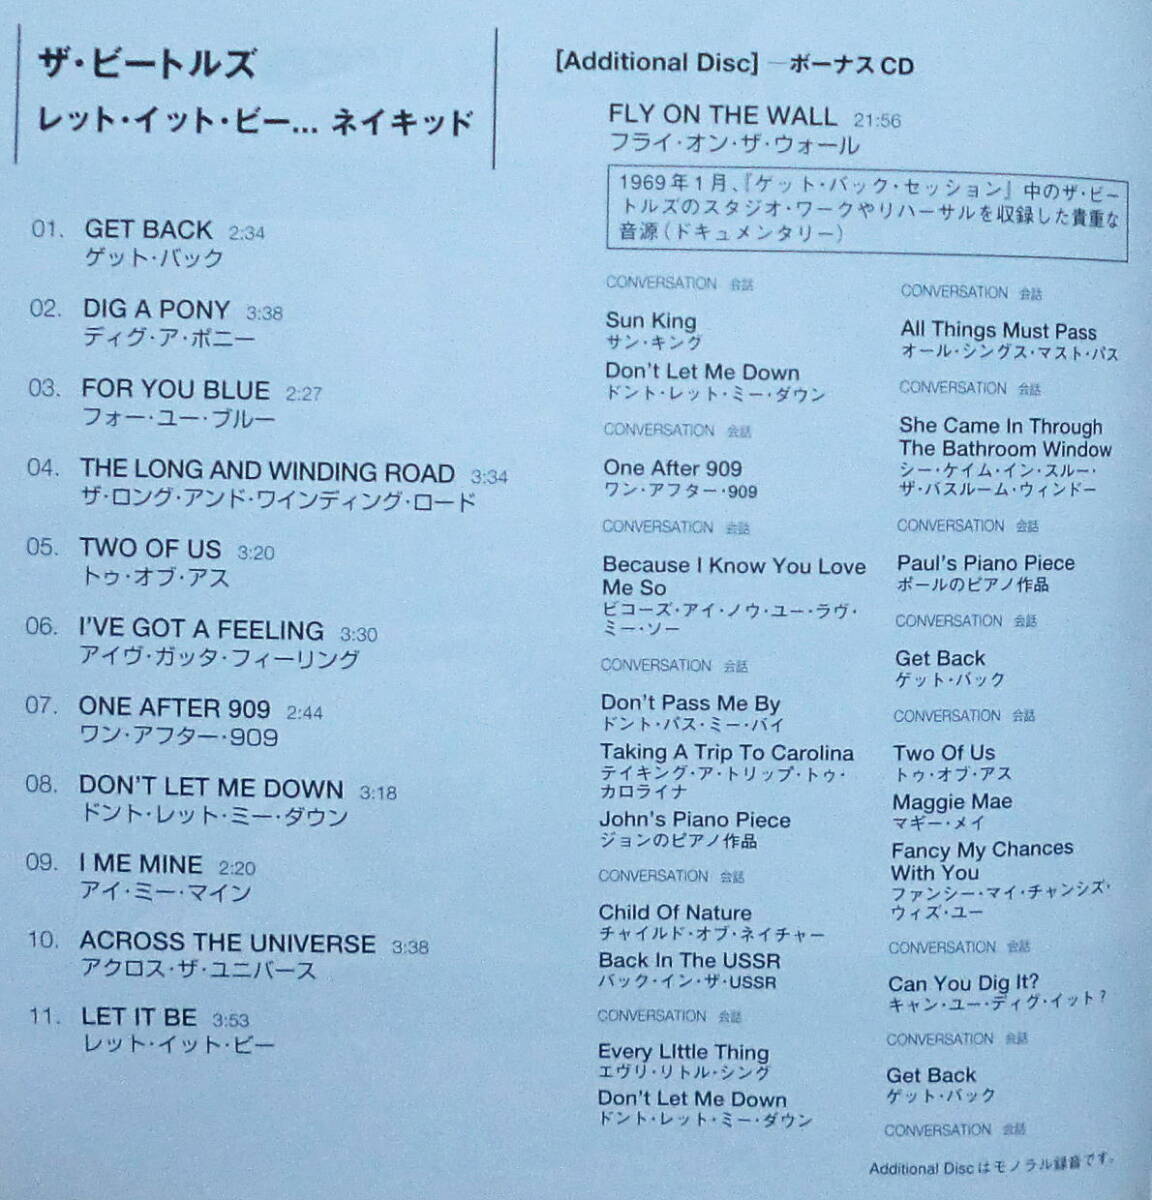 ザ・ビートルズ
レット・イット・ビー... ネイキッド
01. GET BACK 2:34
ゲット・バック
02. DIG A PONY 3:38
ディグ・ア・ポニー
03. FOR YOU BLUE 2:27
フォー・ユー・ブルー
04. THE LONG AND WINDING ROAD 3:34
ザ・ロング・アンド・ワインディング・ロード
05. TWO OF US 3:20
トゥ・オブ・アス
06. I'VE GOT A FEELING 3:30
アイヴ・ガッタ・フィーリング
07. ONE AFTER 909 2:44
ワン・アフター・909
08. DON'T LET ME DOWN 3:18
ドント・レット・ミー・ダウン
09. I ME MINE 2:20
アイ・ミー・マイン
10. ACROSS THE UNIVERSE 3:38
アクロス・ザ・ユニバース
11. LET IT BE 3:53
レット・イット・ビー
[Additional Disc] ─ボーナスCD
FLY ON THE WALL 21:56
フライ・オン・ザ・ウォール
1969年1月、『ゲット・バック・セッション』中のザ・ビー
トルズのスタジオ・ワークやリハーサルを収録した貴重な
音源（ドキュメンタリー）
CONVERSATION 会話
Sun King
サン・キング
Don't Let Me Down
ドント・レット・ミー・ダウン
CONVERSATION 会話
One After 909
ワン・アフター・909
CONVERSATION 会話
Because I Know You Love
Me So
ビコーズ・アイ・ノウ・ユー・ラヴ・
ミー・ソー
CONVERSATION 会話
Don't Pass Me By
ドント・パス・ミー・バイ
Taking A Trip To Carolina
テイキング・ア・トリップ・トゥ・
カロライナ
John's Piano Piece
ジョンのピアノ作品
CONVERSATION 会話
Child Of Nature
チャイルド・オブ・ネイチャー
Back In The USSR
バック・イン・ザ・USSR
CONVERSATION 会話
Every LIttle Thing
エヴリ・リトル・シング
Don't Let Me Down
ドント・レット・ミー・ダウン
CONVERSATION 会話
All Things Must Pass
オール・シングス・マスト・パス
CONVERSATION 会話
She Came In Through
The Bathroom Window
シー・ケイム・イン・スルー・
ザ・バスルーム・ウィンドー
CONVERSATION 会話
Paul's Piano Piece
ポールのピアノ作品
CONVERSATION 会話
Get Back
ゲット・バック
CONVERSATION 会話
Two Of Us
トゥ・オブ・アス
Maggie Mae
マギー・メイ
Fancy My Chances
With You
ファンシー・マイ・チャンシズ・
ウィズ・ユー
CONVERSATION 会話
Can You Dig It?
キャン・ユー・ディグ・イット？
CONVERSATION 会話
Get Back
ゲット・バック
CONVERSATION 会話
Additional Discはモノラル録音です。